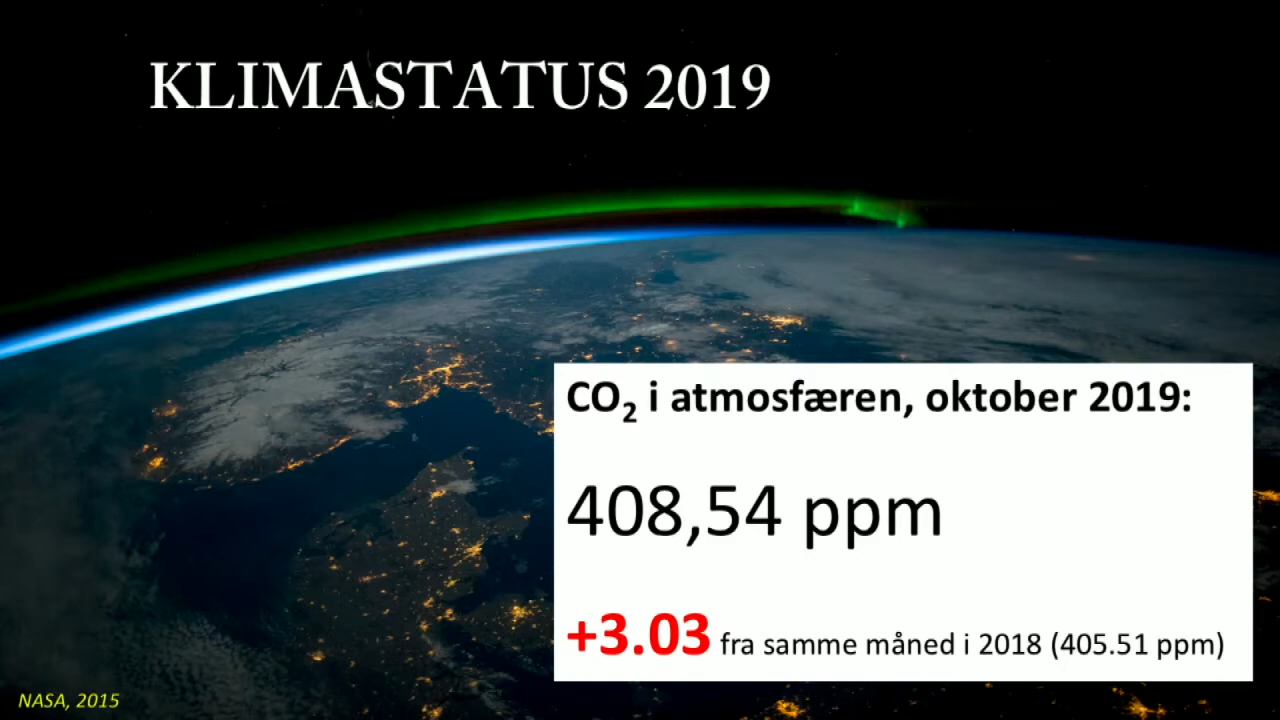 KLIMASTATUS 2019
CO₂ i atmosfæren, oktober 2019:
408,54 ppm
+3.03 fra samme måned i 2018 (405.51 ppm)
NASA, 2015